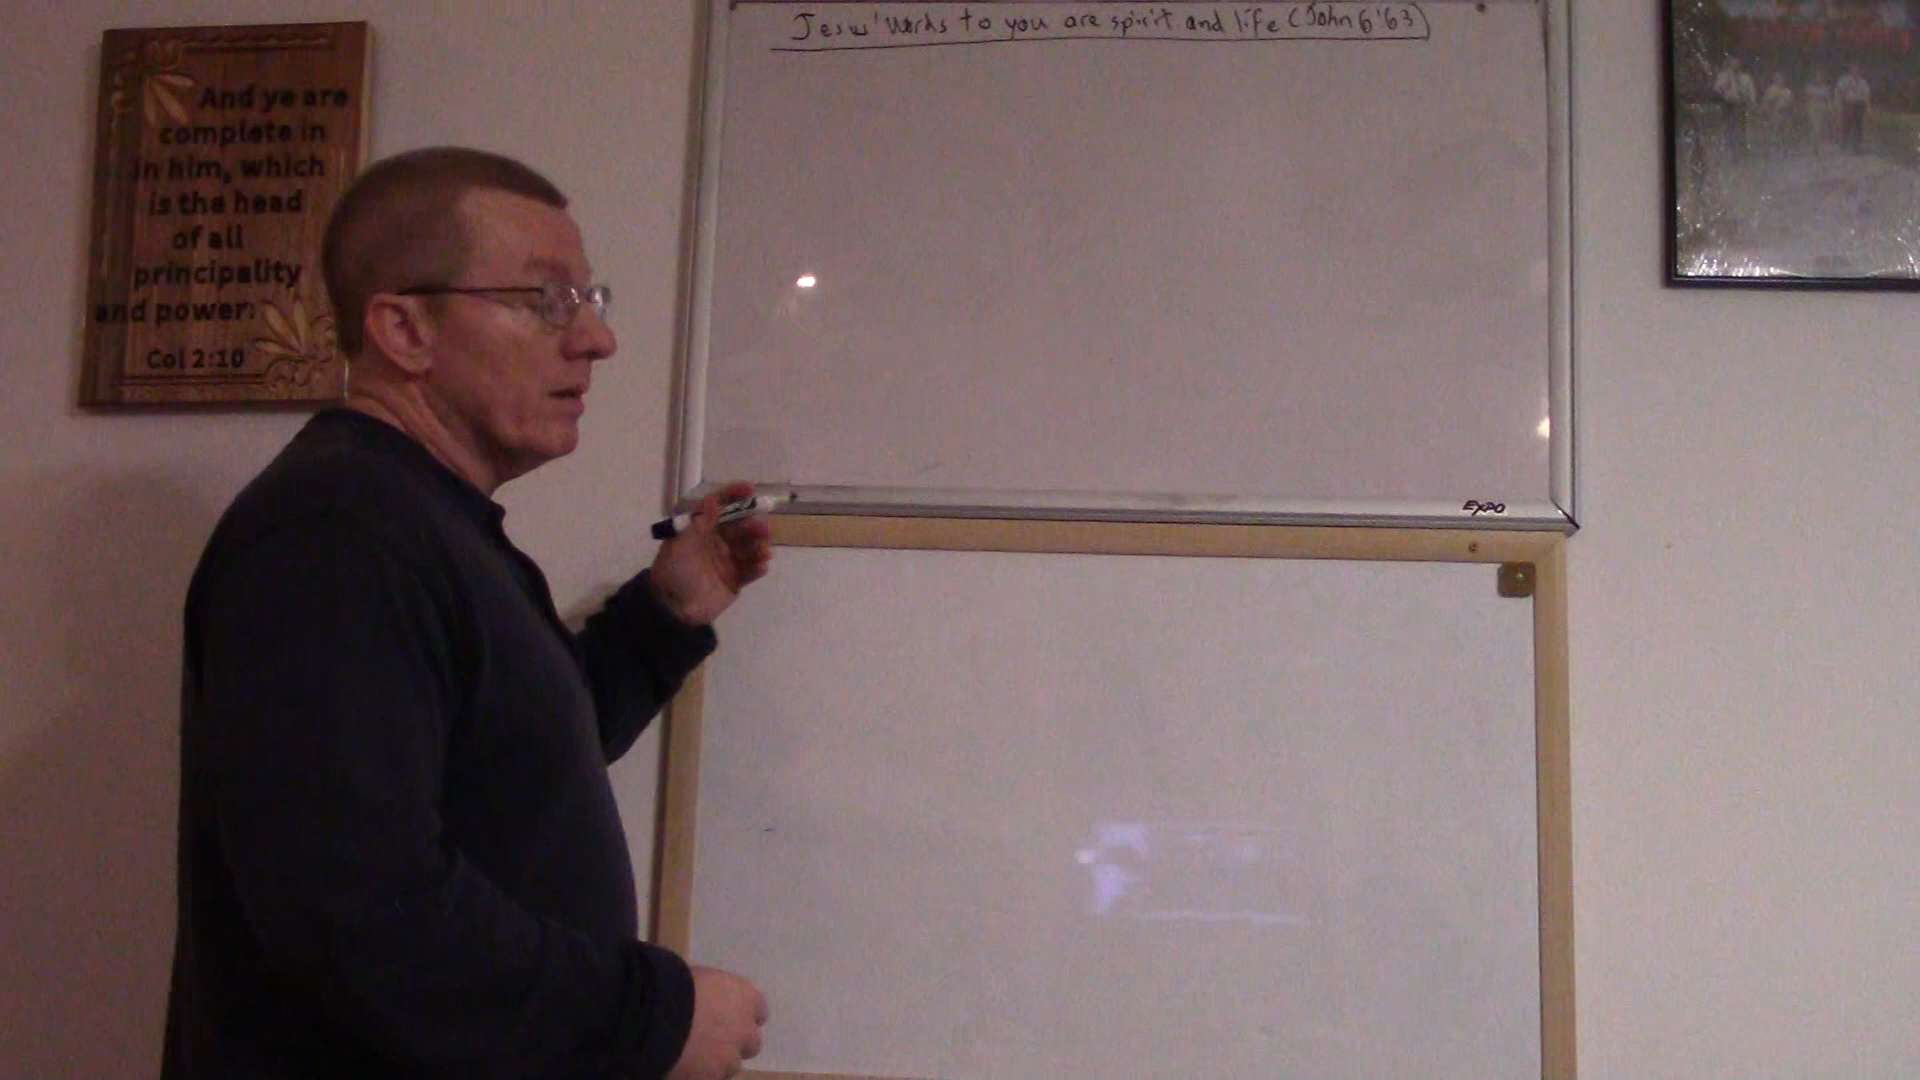 Jesus' words to you are spirit and life (John 6:63)
And ye are
complete in
in him, which
is the head
of all
principality
and power:
Col 2:10
EXPO